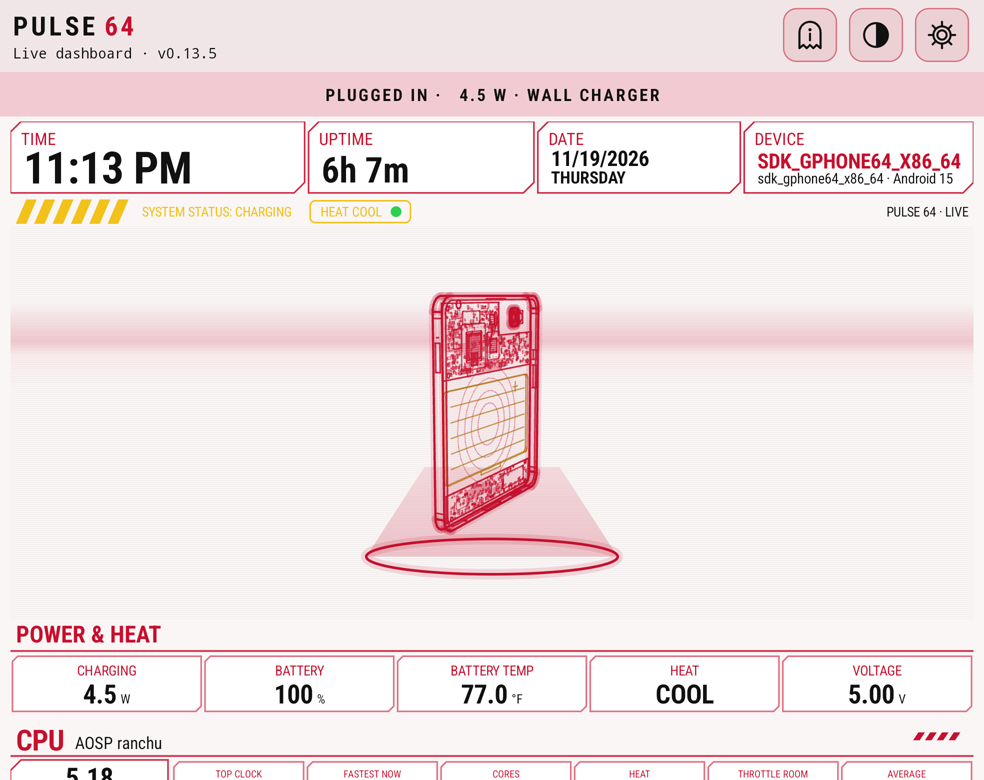 PULSE 64
Live dashboard · v0.13.5
PLUGGED IN · 4.5 W · WALL CHARGER
TIME
11:13 PM
UPTIME
6h 7m
DATE
11/19/2026
THURSDAY
DEVICE
SDK_GPHONE64_X86_64
sdk_gphone64_x86_64 · Android 15
SYSTEM STATUS: CHARGING
HEAT COOL
PULSE 64 · LIVE
POWER & HEAT
CHARGING
4.5 W
BATTERY
100 %
BATTERY TEMP
77.0 °F
HEAT
COOL
VOLTAGE
5.00 V
CPU AOSP ranchu
5.18
TOP CLOCK
FASTEST NOW
CORES
HEAT
THROTTLE ROOM
AVERAGE